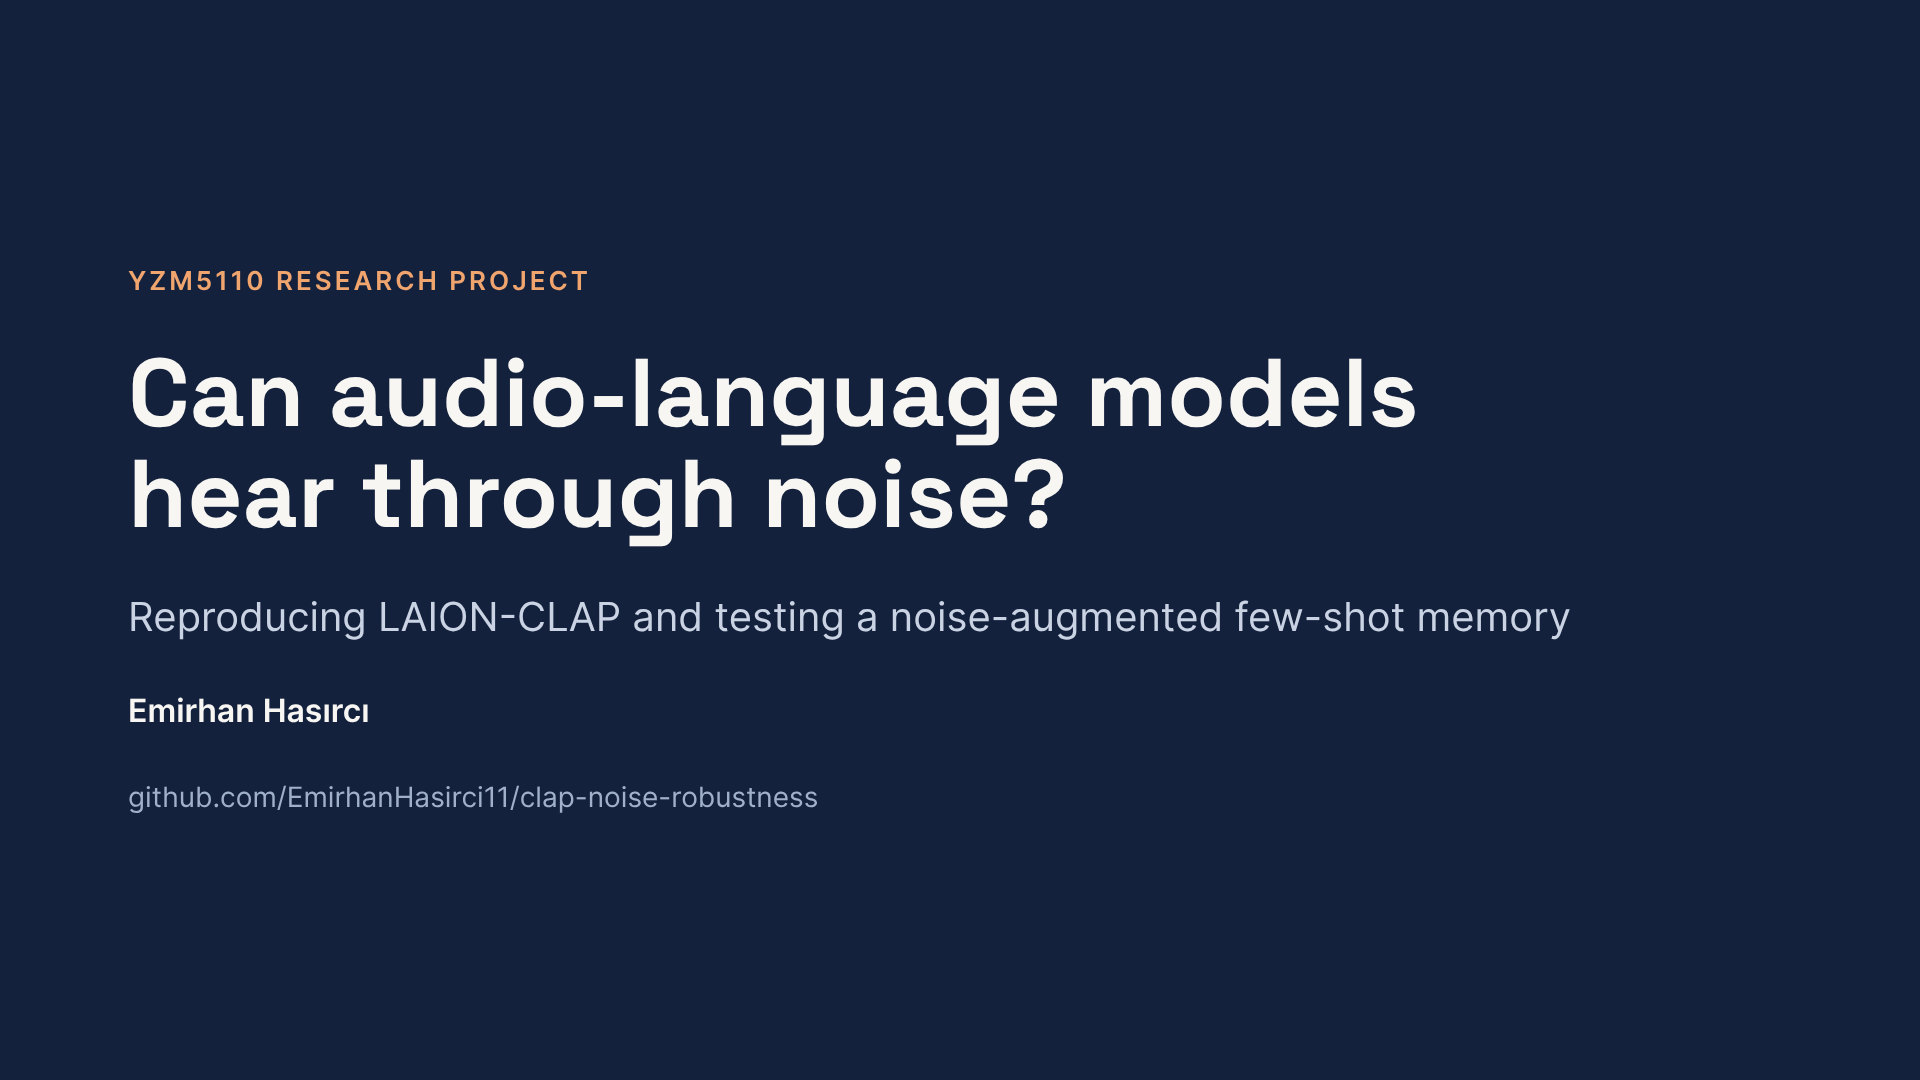 YZM5110 RESEARCH PROJECT
Can audio-language models
hear through noise?
Reproducing LAION-CLAP and testing a noise-augmented few-shot memory
Emirhan Hasırcı
github.com/EmirhanHasirci11/clap-noise-robustness